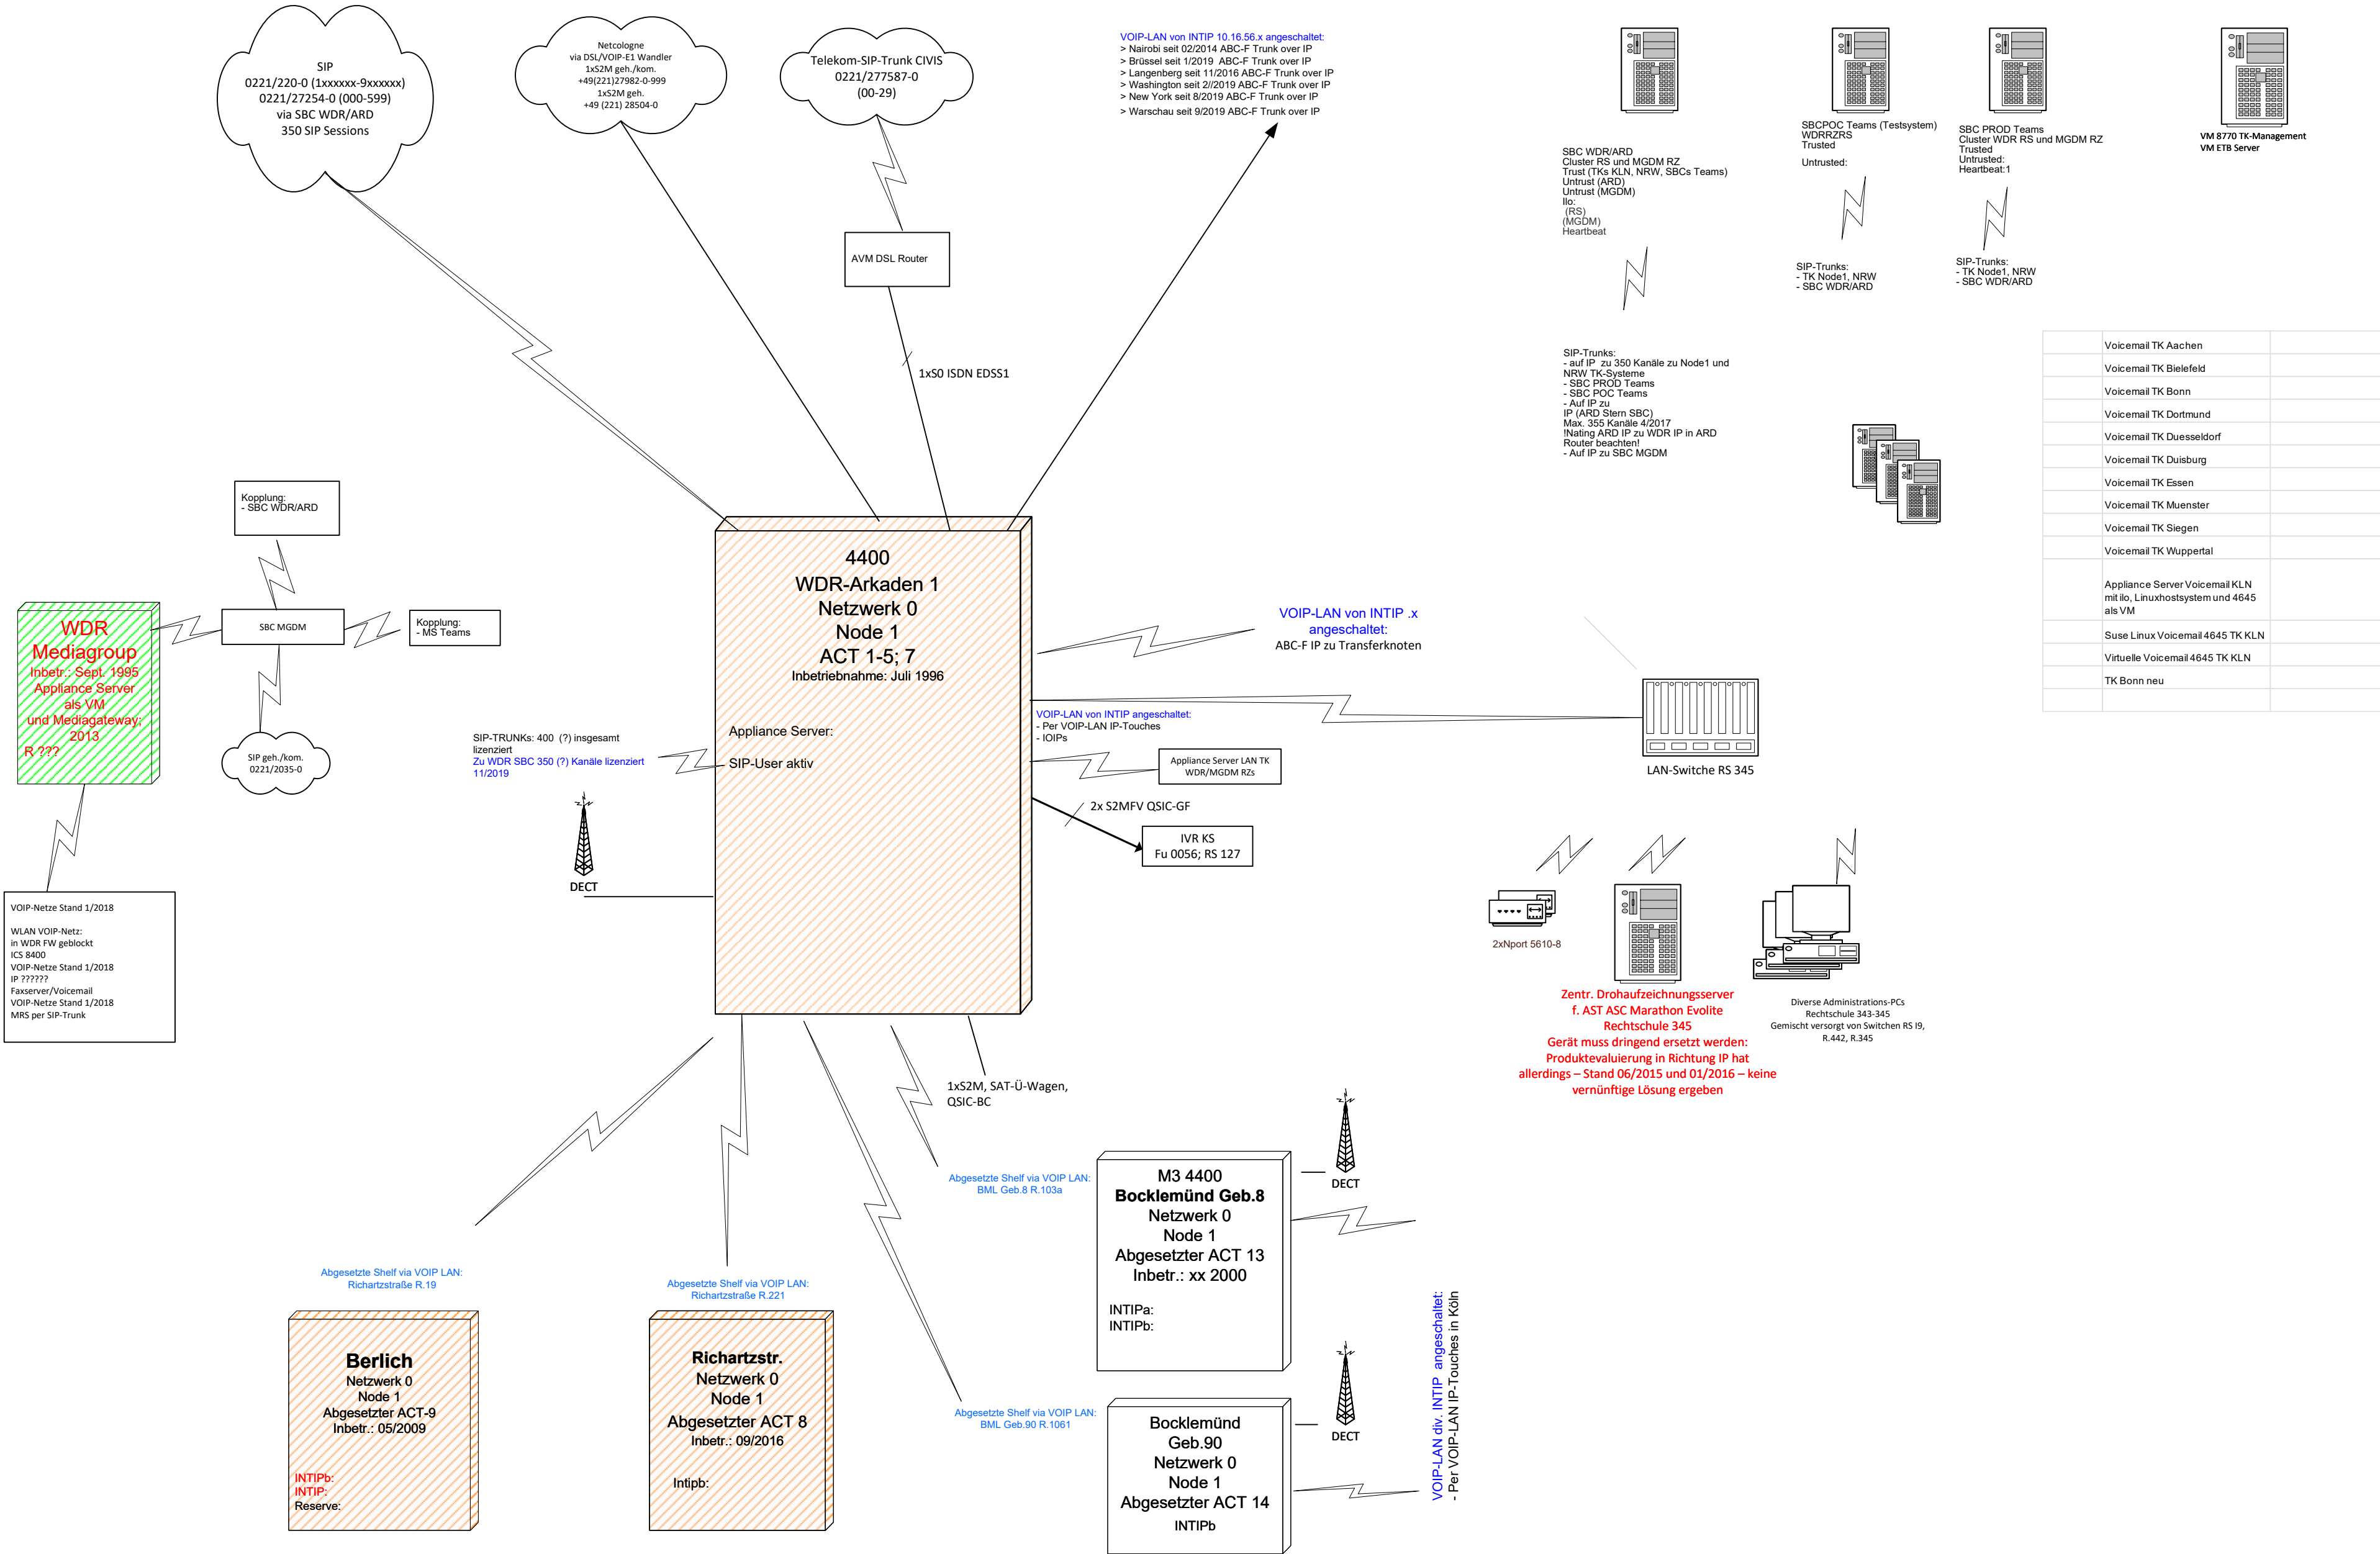 SIP
0221/220-0 (1xxxxxx-9xxxxxx)
0221/27254-0 (000-599)
via SBC WDR/ARD
350 SIP Sessions
Netcologne
via DSL/VOIP-E1 Wandler
1xS2M geh./kom.
+49(221)27982-0-999
1xS2M geh.
+49 (221) 28504-0
Telekom-SIP-Trunk CIVIS
0221/277587-0
(00-29)
VOIP-LAN von INTIP 10.16.56.x angeschaltet:
> Nairobi seit 02/2014 ABC-F Trunk over IP
> Brüssel seit 1/2019  ABC-F Trunk over IP
> Langenberg seit 11/2016 ABC-F Trunk over IP
> Washington seit 2//2019 ABC-F Trunk over IP
> New York seit 8/2019 ABC-F Trunk over IP
> Warschau seit 9/2019 ABC-F Trunk over IP
SBC WDR/ARD
Cluster RS und MGDM RZ
Trust (TKs KLN, NRW, SBCs Teams)
Untrust (ARD)
Untrust (MGDM)
Ilo:
(RS)
(MGDM)
Heartbeat
SBCPOC Teams (Testsystem)
WDRRZRS
Trusted
Untrusted:
SBC PROD Teams
Cluster WDR RS und MGDM RZ
Trusted
Untrusted:
Heartbeat:1
VM 8770 TK-Management
VM ETB Server
AVM DSL Router
1xS0 ISDN EDSS1
SIP-Trunks:
- TK Node1, NRW
- SBC WDR/ARD
SIP-Trunks:
- TK Node1, NRW
- SBC WDR/ARD
SIP-Trunks:
- auf IP  zu 350 Kanäle zu Node1 und
NRW TK-Systeme
- SBC PROD Teams
- SBC POC Teams
- Auf IP zu
IP (ARD Stern SBC)
Max. 355 Kanäle 4/2017
!Nating ARD IP zu WDR IP in ARD
Router beachten!
- Auf IP zu SBC MGDM
Voicemail TK Aachen
Voicemail TK Bielefeld
Voicemail TK Bonn
Voicemail TK Dortmund
Voicemail TK Duesseldorf
Voicemail TK Duisburg
Voicemail TK Essen
Voicemail TK Muenster
Voicemail TK Siegen
Voicemail TK Wuppertal
Appliance Server Voicemail KLN
mit ilo, Linuxhostsystem und 4645
als VM
Suse Linux Voicemail 4645 TK KLN
Virtuelle Voicemail 4645 TK KLN
TK Bonn neu
Kopplung:
- SBC WDR/ARD
SBC MGDM
Kopplung:
- MS Teams
SIP geh./kom.
0221/2035-0
WDR
Mediagroup
Inbetr.: Sept. 1995
Appliance Server
als VM
und Mediagateway;
2013
R ???
VOIP-Netze Stand 1/2018
WLAN VOIP-Netz:
in WDR FW geblockt
ICS 8400
VOIP-Netze Stand 1/2018
IP ??????
Faxserver/Voicemail
VOIP-Netze Stand 1/2018
MRS per SIP-Trunk
4400
WDR-Arkaden 1
Netzwerk 0
Node 1
ACT 1-5; 7
Inbetriebnahme: Juli 1996
Appliance Server:
SIP-User aktiv
SIP-TRUNKs: 400  (?) insgesamt
lizenziert
Zu WDR SBC 350 (?) Kanäle lizenziert
11/2019
DECT
VOIP-LAN von INTIP .x
angeschaltet:
ABC-F IP zu Transferknoten
VOIP-LAN von INTIP angeschaltet:
- Per VOIP-LAN IP-Touches
- IOIPs
Appliance Server LAN TK
WDR/MGDM RZs
2x S2MFV QSIC-GF
IVR KS
Fu 0056; RS 127
LAN-Switche RS 345
2xNport 5610-8
Zentr. Drohaufzeichnungsserver
f. AST ASC Marathon Evolite
Rechtschule 345
Gerät muss dringend ersetzt werden:
Produktevaluierung in Richtung IP hat
allerdings – Stand 06/2015 und 01/2016 – keine
vernünftige Lösung ergeben
Diverse Administrations-PCs
Rechtschule 343-345
Gemischt versorgt von Switchen RS I9,
R.442, R.345
1xS2M, SAT-Ü-Wagen,
QSIC-BC
Abgesetzte Shelf via VOIP LAN:
BML Geb.8 R.103a
M3 4400
Bocklemünd Geb.8
Netzwerk 0
Node 1
Abgesetzter ACT 13
Inbetr.: xx 2000
INTIPa:
INTIPb:
DECT
Abgesetzte Shelf via VOIP LAN:
Richartzstraße R.19
Abgesetzte Shelf via VOIP LAN:
Richartzstraße R.221
Berlich
Netzwerk 0
Node 1
Abgesetzter ACT-9
Inbetr.: 05/2009
INTIPb:
INTIP:
Reserve:
Richartzstr.
Netzwerk 0
Node 1
Abgesetzter ACT 8
Inbetr.: 09/2016
Intipb:
Abgesetzte Shelf via VOIP LAN:
BML Geb.90 R.1061
Bocklemünd
Geb.90
Netzwerk 0
Node 1
Abgesetzter ACT 14
INTIPb
DECT
VOIP-LAN div. INTIP  angeschaltet:
- Per VOIP-LAN IP-Touches in Köln